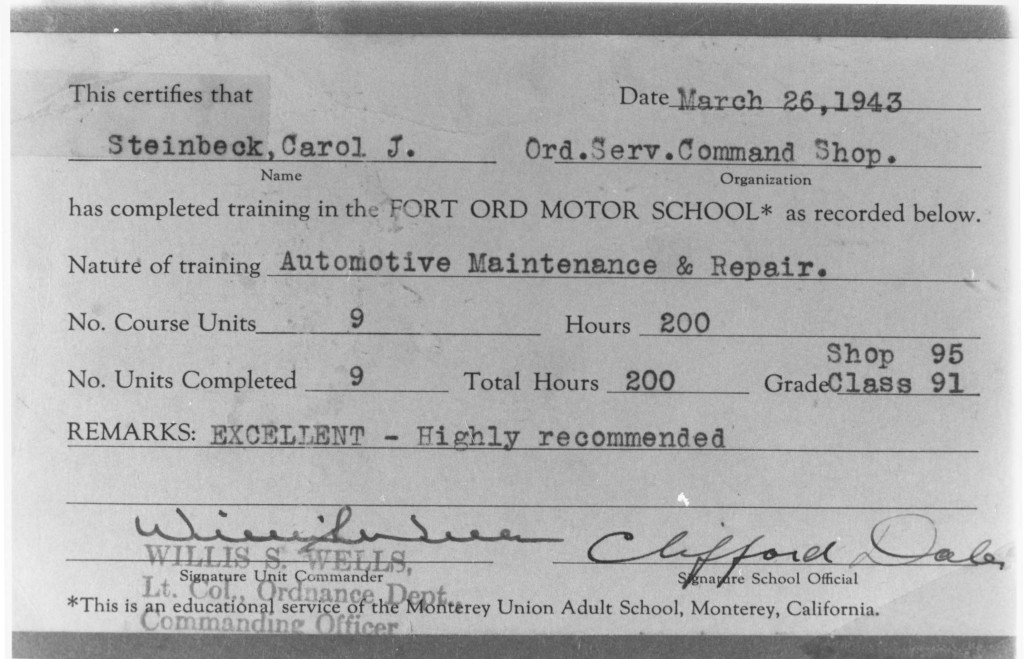 This certifies that Date March 26,1943
Steinbeck,Carol J. Ord.Serv.Command Shop.
Name Organization
has completed training in the FORT ORD MOTOR SCHOOL* as recorded below.
Nature of training Automotive Maintenance & Repair.
No. Course Units 9 Hours 200
Shop 95
No. Units Completed 9 Total Hours 200 Grade Class 91
REMARKS: EXCELLENT - Highly recommended
Clifford Dale
WILLIS S. WELLS,
Signature Unit Commander Signature School Official
Lt. Col., Ordnance Dept.,
*This is an educational service of the Monterey Union Adult School, Monterey, California.
Commanding Officer